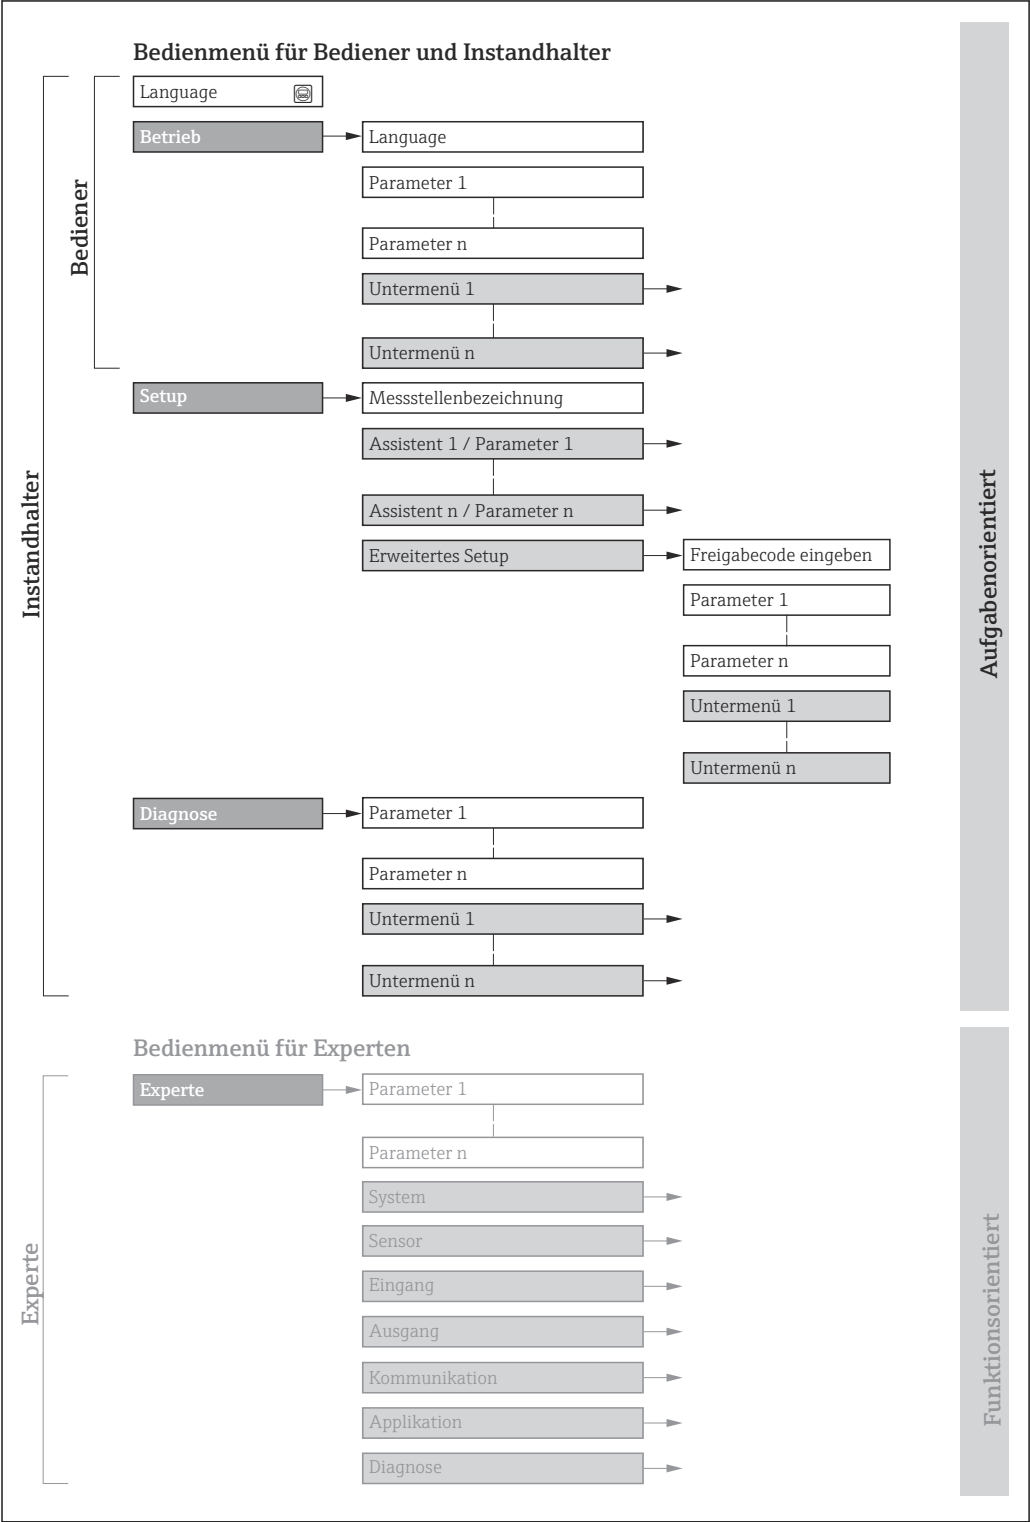 Bedienmenü für Bediener und Instandhalter
Language
Betrieb
Language
Parameter 1
Parameter n
Untermenü 1
Untermenü n
Bediener
Setup
Messstellenbezeichnung
Assistent 1 / Parameter 1
Assistent n / Parameter n
Erweitertes Setup
Freigabecode eingeben
Parameter 1
Parameter n
Untermenü 1
Untermenü n
Instandhalter
Aufgabenorientiert
Diagnose
Parameter 1
Parameter n
Untermenü 1
Untermenü n
Bedienmenü für Experten
Experte
Parameter 1
Parameter n
System
Sensor
Eingang
Ausgang
Kommunikation
Applikation
Diagnose
Experte
Funktionsorientiert